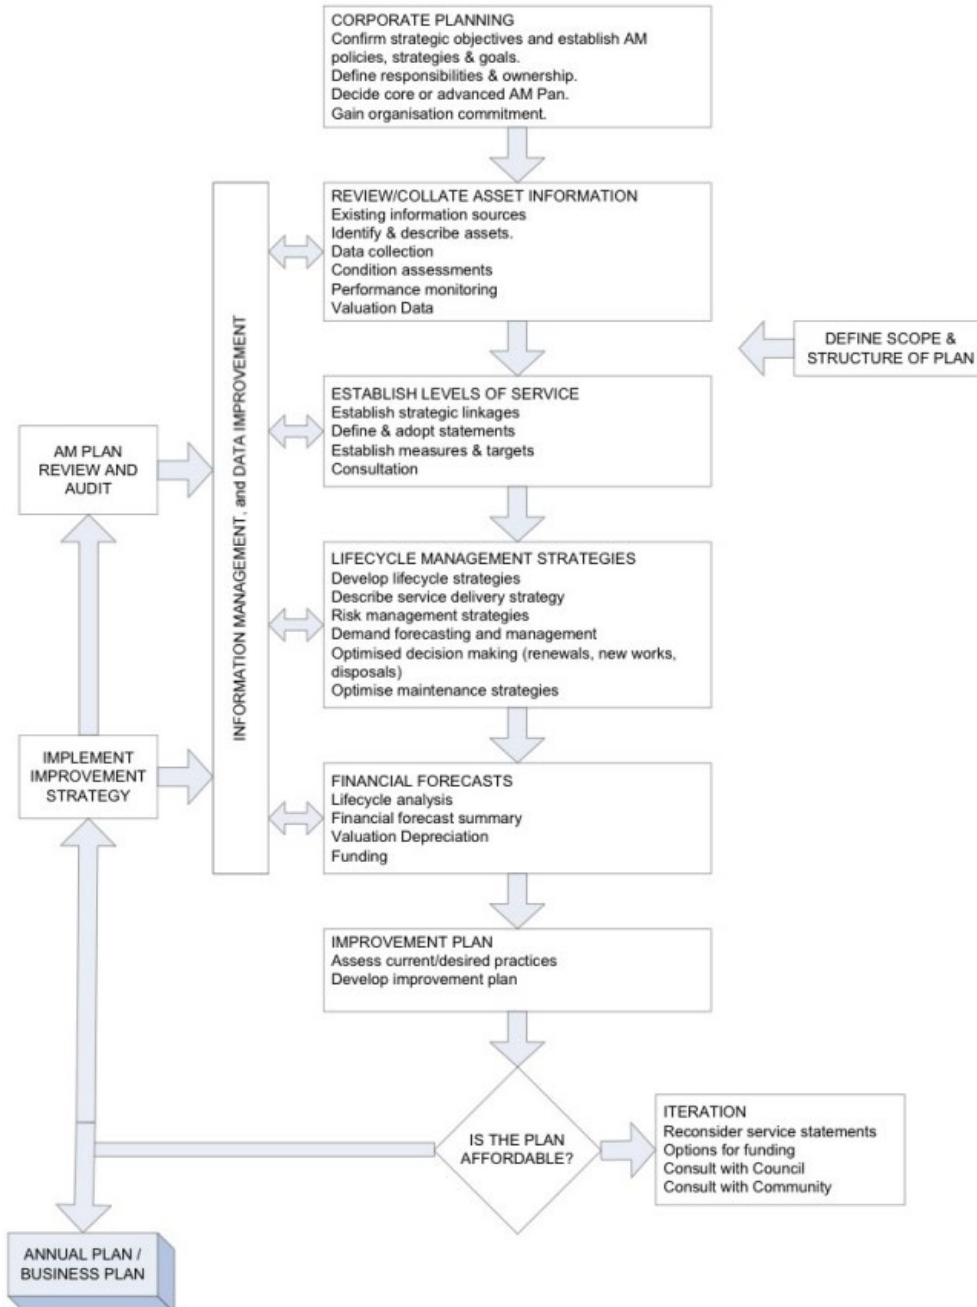 CORPORATE PLANNING
Confirm strategic objectives and establish AM
policies, strategies & goals.
Define responsibilities & ownership.
Decide core or advanced AM Pan.
Gain organisation commitment.
REVIEW/COLLATE ASSET INFORMATION
Existing information sources
Identify & describe assets.
Data collection
Condition assessments
Performance monitoring
Valuation Data
DEFINE SCOPE &
STRUCTURE OF PLAN
INFORMATION MANAGEMENT, and DATA IMPROVEMENT
ESTABLISH LEVELS OF SERVICE
Establish strategic linkages
Define & adopt statements
Establish measures & targets
Consultation
AM PLAN
REVIEW AND
AUDIT
LIFECYCLE MANAGEMENT STRATEGIES
Develop lifecycle strategies
Describe service delivery strategy
Risk management strategies
Demand forecasting and management
Optimised decision making (renewals, new works,
disposals)
Optimise maintenance strategies
IMPLEMENT
IMPROVEMENT
STRATEGY
FINANCIAL FORECASTS
Lifecycle analysis
Financial forecast summary
Valuation Depreciation
Funding
IMPROVEMENT PLAN
Assess current/desired practices
Develop improvement plan
IS THE PLAN
AFFORDABLE?
ITERATION
Reconsider service statements
Options for funding
Consult with Council
Consult with Community
ANNUAL PLAN /
BUSINESS PLAN